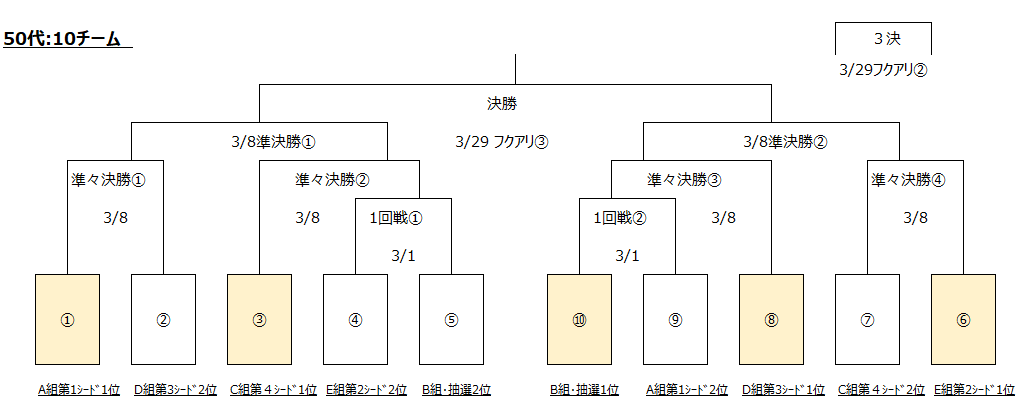 50代:10チーム
3決
3/29フクアリ②
決勝
3/8準決勝①
3/29 フクアリ③
3/8準決勝②
準々決勝①
準々決勝②
準々決勝③
準々決勝④
3/8
3/8
1回戦①
1回戦②
3/8
3/8
3/1
3/1
①
②
③
④
⑤
⑩
⑨
⑧
⑦
⑥
A組第1ｼｰﾄﾞ1位
D組第3ｼｰﾄﾞ2位
C組第４ｼｰﾄﾞ1位
E組第2ｼｰﾄﾞ2位
B組・抽選2位
B組・抽選1位
A組第1ｼｰﾄﾞ2位
D組第3ｼｰﾄﾞ1位
C組第４ｼｰﾄﾞ2位
E組第2ｼｰﾄﾞ1位